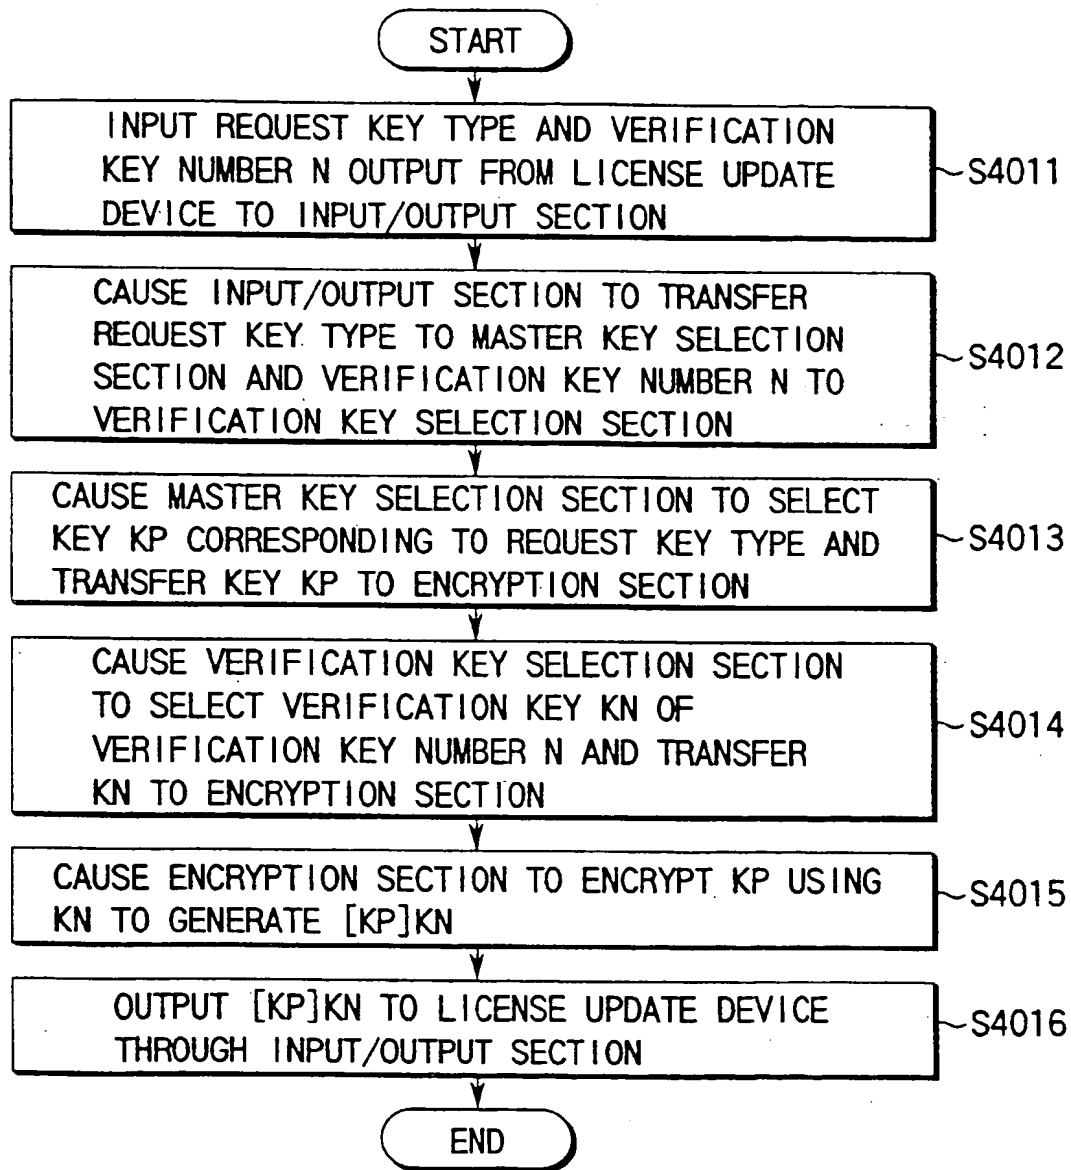 START
INPUT REQUEST KEY TYPE AND VERIFICATION
KEY NUMBER N OUTPUT FROM LICENSE UPDATE
DEVICE TO INPUT/OUTPUT SECTION
S4011
CAUSE INPUT/OUTPUT SECTION TO TRANSFER
REQUEST KEY TYPE TO MASTER KEY SELECTION
SECTION AND VERIFICATION KEY NUMBER N TO
VERIFICATION KEY SELECTION SECTION
S4012
CAUSE MASTER KEY SELECTION SECTION TO SELECT
KEY KP CORRESPONDING TO REQUEST KEY TYPE AND
TRANSFER KEY KP TO ENCRYPTION SECTION
S4013
CAUSE VERIFICATION KEY SELECTION SECTION
TO SELECT VERIFICATION KEY KN OF
VERIFICATION KEY NUMBER N AND TRANSFER
KN TO ENCRYPTION SECTION
S4014
CAUSE ENCRYPTION SECTION TO ENCRYPT KP USING
KN TO GENERATE [KP]KN
S4015
OUTPUT [KP]KN TO LICENSE UPDATE DEVICE
THROUGH INPUT/OUTPUT SECTION
S4016
END